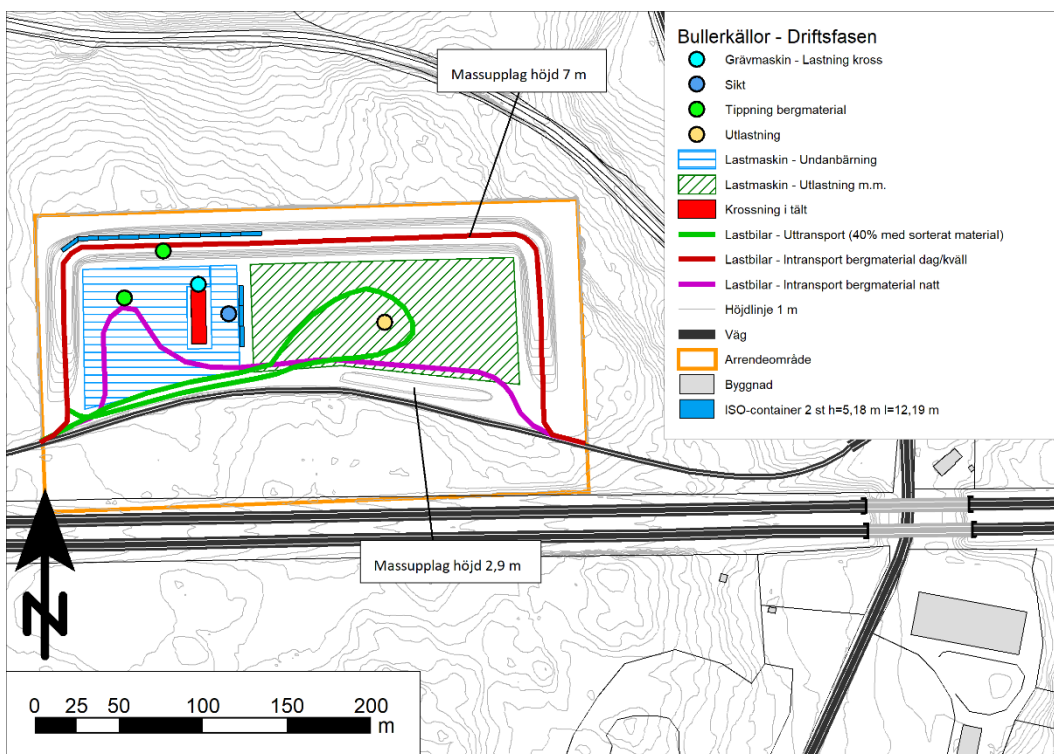 Massupplag höjd 7 m
Bullerkällor - Driftsfasen
Grävmaskin - Lastning kross
Sikt
Tippning bergmaterial
Utlastning
Lastmaskin - Undanbärning
Lastmaskin - Utlastning m.m.
Krossning i tält
Lastbilar - Uttransport (40% med sorterat material)
Lastbilar - Intransport bergmaterial dag/kväll
Lastbilar - Intransport bergmaterial natt
Höjdlinje 1 m
Väg
Arrendeområde
Byggnad
ISO-container 2 st h=5,18 m l=12,19 m
Massupplag höjd 2,9 m
N
0 25 50 100 150 200
m